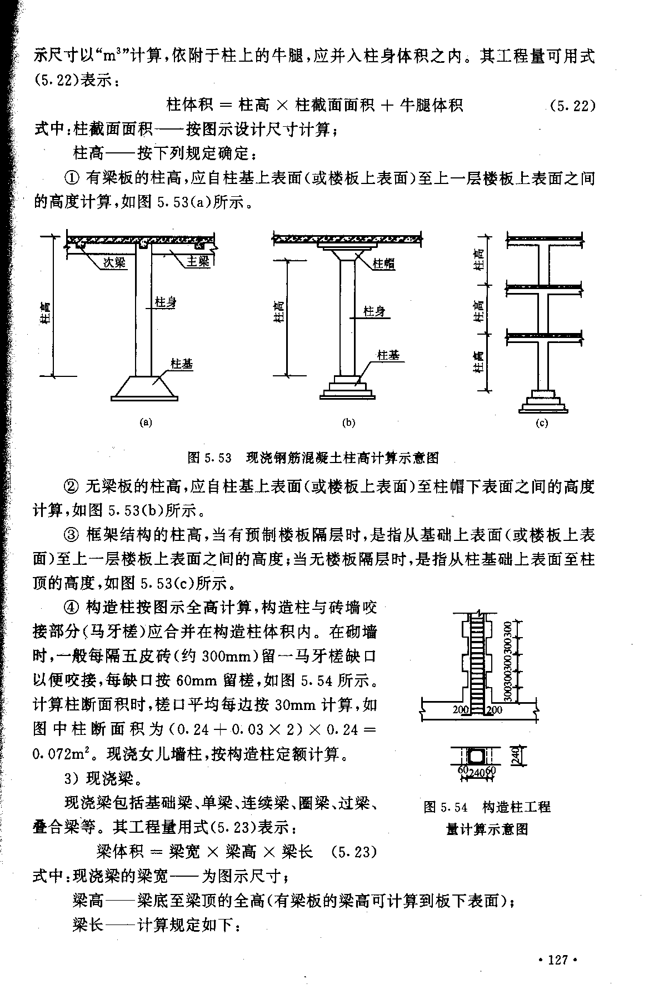 示尺寸以“m³”计算,依附于柱上的牛腿,应并入柱身体积之内。其工程量可用式
(5.22)表示:
柱体积 = 柱高 × 柱截面面积 + 牛腿体积 (5.22)
式中:柱截面面积——按图示设计尺寸计算;
柱高——按下列规定确定:
① 有梁板的柱高,应自柱基上表面(或楼板上表面)至上一层楼板上表面之间
的高度计算,如图 5.53(a)所示。
次梁 主梁 柱身 柱高 柱基
柱帽 柱高 柱身 柱基
柱高 柱高 柱高
(a) (b) (c)
图 5.53 现浇钢筋混凝土柱高计算示意图
② 无梁板的柱高,应自柱基上表面(或楼板上表面)至柱帽下表面之间的高度
计算,如图 5.53(b)所示。
③ 框架结构的柱高,当有预制楼板隔层时,是指从基础上表面(或楼板上表
面)至上一层楼板上表面之间的高度;当无楼板隔层时,是指从柱基础上表面至柱
顶的高度,如图 5.53(c)所示。
④ 构造柱按图示全高计算,构造柱与砖墙咬
接部分(马牙槎)应合并在构造柱体积内。在砌墙
时,一般每隔五皮砖(约 300mm)留一马牙槎缺口
以便咬接,每缺口按 60mm 留槎,如图 5.54 所示。
计算柱断面积时,槎口平均每边按 30mm 计算,如
图中柱断面积为(0.24+0.03×2)×0.24=
0.072m²。现浇女儿墙柱,按构造柱定额计算。
3) 现浇梁。
现浇梁包括基础梁、单梁、连续梁、圈梁、过梁、
叠合梁等。其工程量用式(5.23)表示:
梁体积 = 梁宽 × 梁高 × 梁长 (5.23)
300300300300300
200 200
240
60 240 60
图 5.54 构造柱工程
量计算示意图
式中:现浇梁的梁宽——为图示尺寸;
梁高——梁底至梁顶的全高(有梁板的梁高可计算到板下表面);
梁长——计算规定如下:
·127·